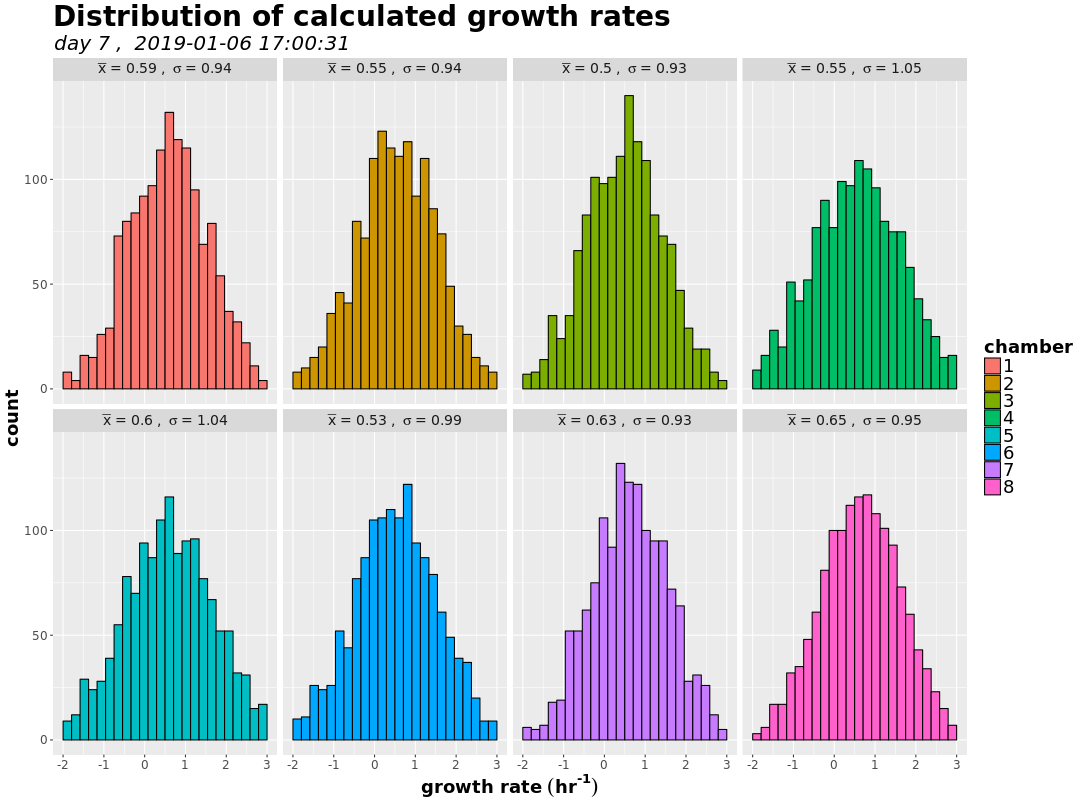 Distribution of calculated growth rates
day 7 , 2019-01-06 17:00:31
x̅ = 0.59 , σ = 0.94
x̅ = 0.55 , σ = 0.94
x̅ = 0.5 , σ = 0.93
x̅ = 0.55 , σ = 1.05
100
50
0
x̅ = 0.6 , σ = 1.04
x̅ = 0.53 , σ = 0.99
x̅ = 0.63 , σ = 0.93
x̅ = 0.65 , σ = 0.95
100
50
0
-2 -1 0 1 2 3
-2 -1 0 1 2 3
-2 -1 0 1 2 3
-2 -1 0 1 2 3
growth rate (hr⁻¹)
count
chamber
1
2
3
4
5
6
7
8